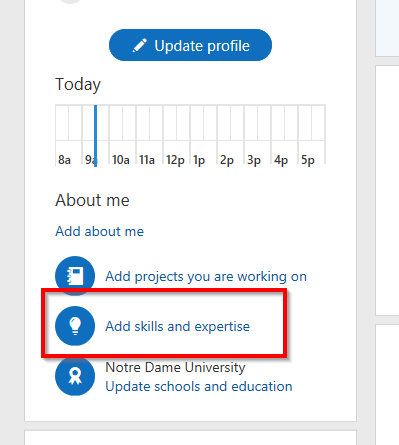 Update profile
Today
8a 9a 10a 11a 12p 1p 2p 3p 4p 5p
About me
Add about me
Add projects you are working on
Add skills and expertise
Notre Dame University
Update schools and education